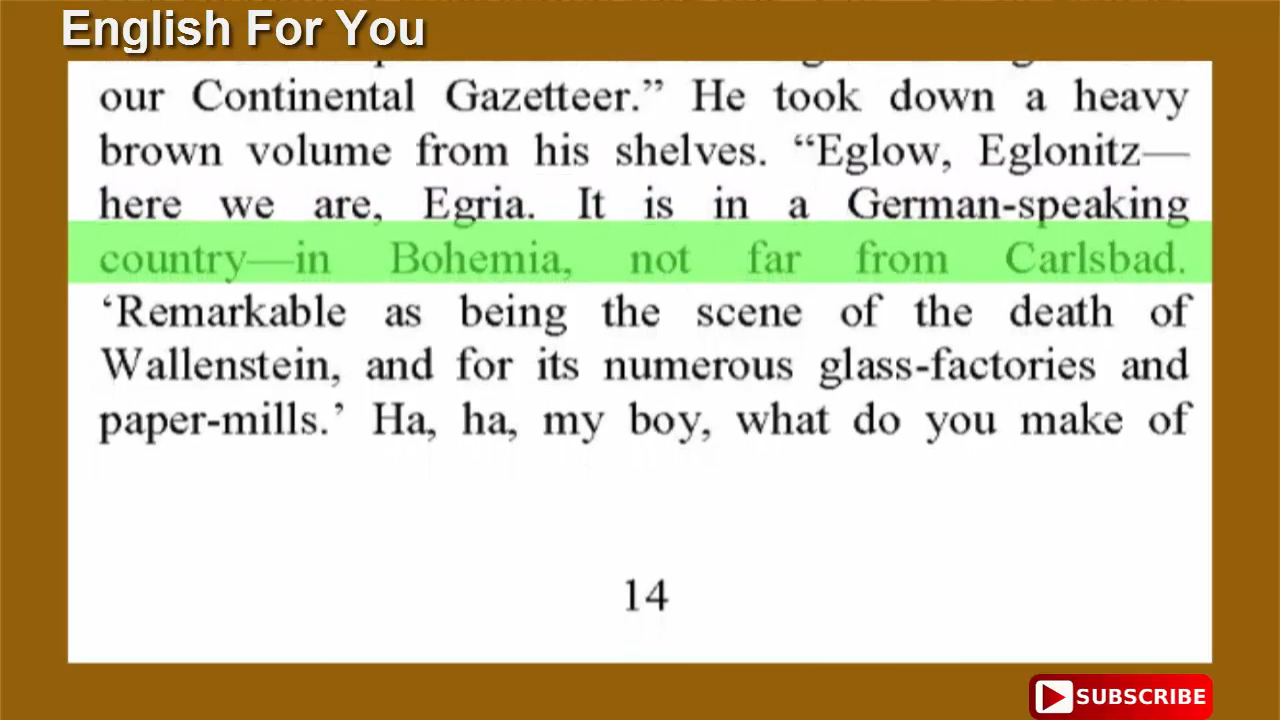 English For You
our Continental Gazetteer.” He took down a heavy
brown volume from his shelves. “Eglow, Eglonitz—
here we are, Egria. It is in a German-speaking
country—in Bohemia, not far from Carlsbad.
‘Remarkable as being the scene of the death of
Wallenstein, and for its numerous glass-factories and
paper-mills.’ Ha, ha, my boy, what do you make of
14
SUBSCRIBE